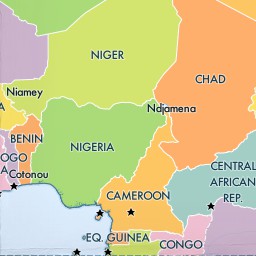 NIGER
CHAD
Niamey
Ndjamena
BENIN
NIGERIA
OGO
A
Cotonou
CENTRAL
AFRICAN
REP.
CAMEROON
EQ. GUINEA
CONGO